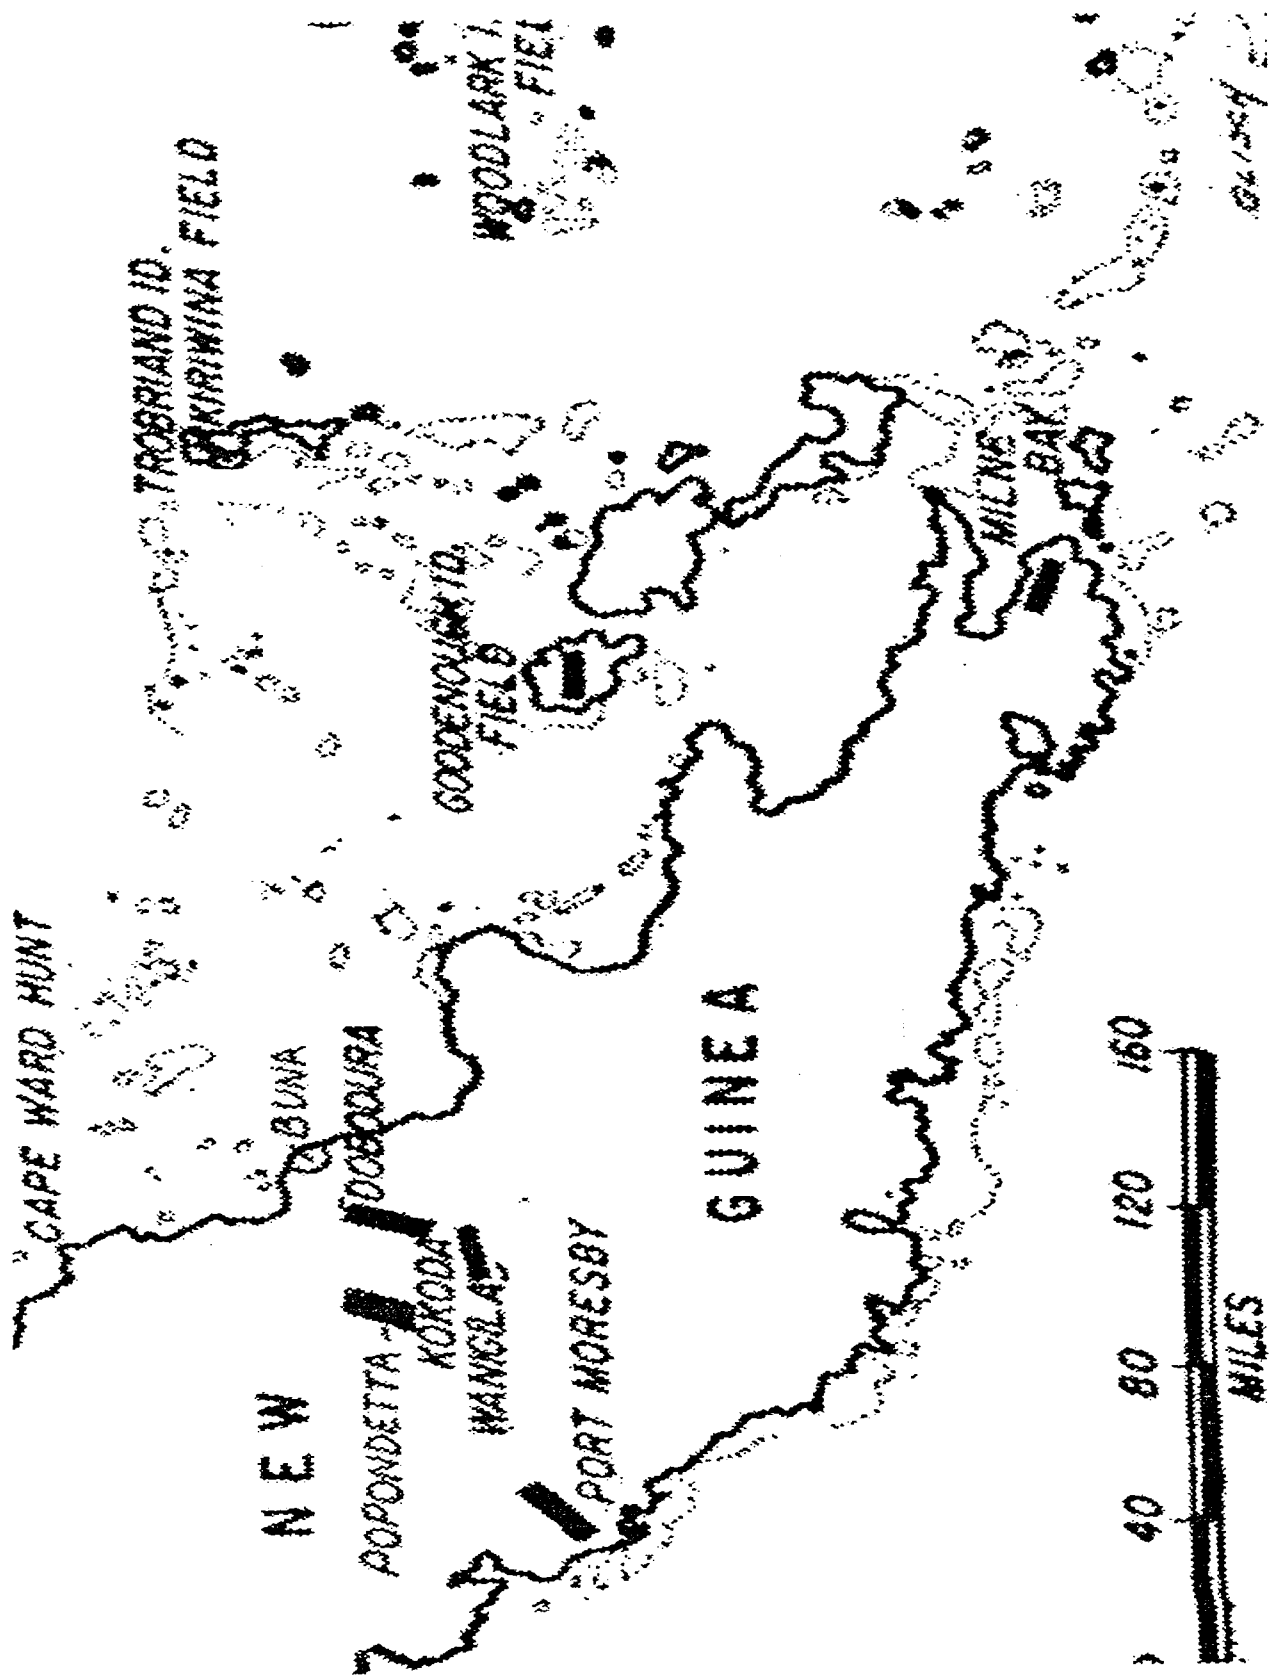 CAPE WARD HUNT
TROBRIAND ID.
KIRIWINA FIELD
BUNA
DOBODURA
NEW
POPONDETTA
KOKODA
WANIGILA
GOODENOUGH ID.
FIELD
WOODLARK I.
FIEL
PORT MORESBY
GUINEA
MILNE
BAY
40 80 120 160
MILES